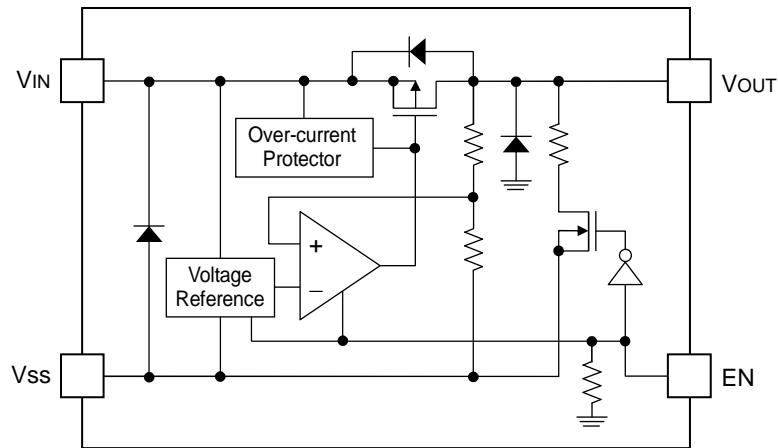 VIN
VOUT
Over-current
Protector
+
Voltage
Reference
−
VSS
EN